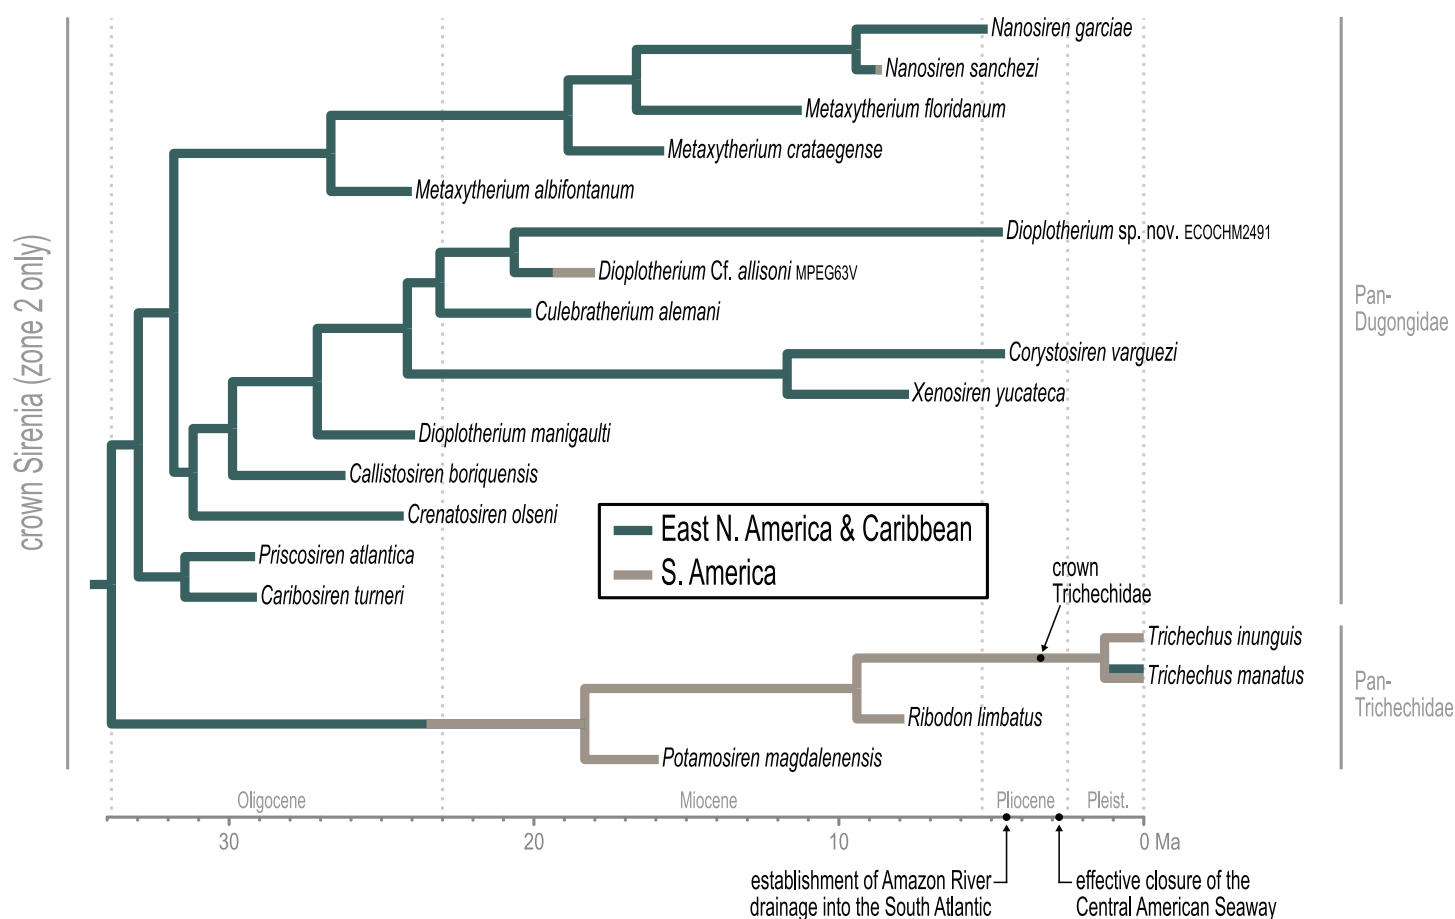 Nanosiren garciae
Nanosiren sanchezi
Metaxytherium floridanum
Metaxytherium crataegense
Metaxytherium albifontanum
Dioplotherium sp. nov. ECOCHM2491
Dioplotherium Cf. allisoni MPEG63V
Culebratherium alemani
Corystosiren varguezi
Xenosiren yucateca
Dioplotherium manigaulti
Callistosiren boriquensis
Crenatosiren olseni
Priscosiren atlantica
Caribosiren turneri
crown Sirenia (zone 2 only)
Pan-
Dugongidae
East N. America & Caribbean
S. America
crown
Trichechidae
Trichechus inunguis
Trichechus manatus
Ribodon limbatus
Potamosiren magdalenensis
Pan-
Trichechidae
Oligocene
Miocene
Pliocene
Pleist.
30
20
10
0 Ma
establishment of Amazon River
drainage into the South Atlantic
effective closure of the
Central American Seaway